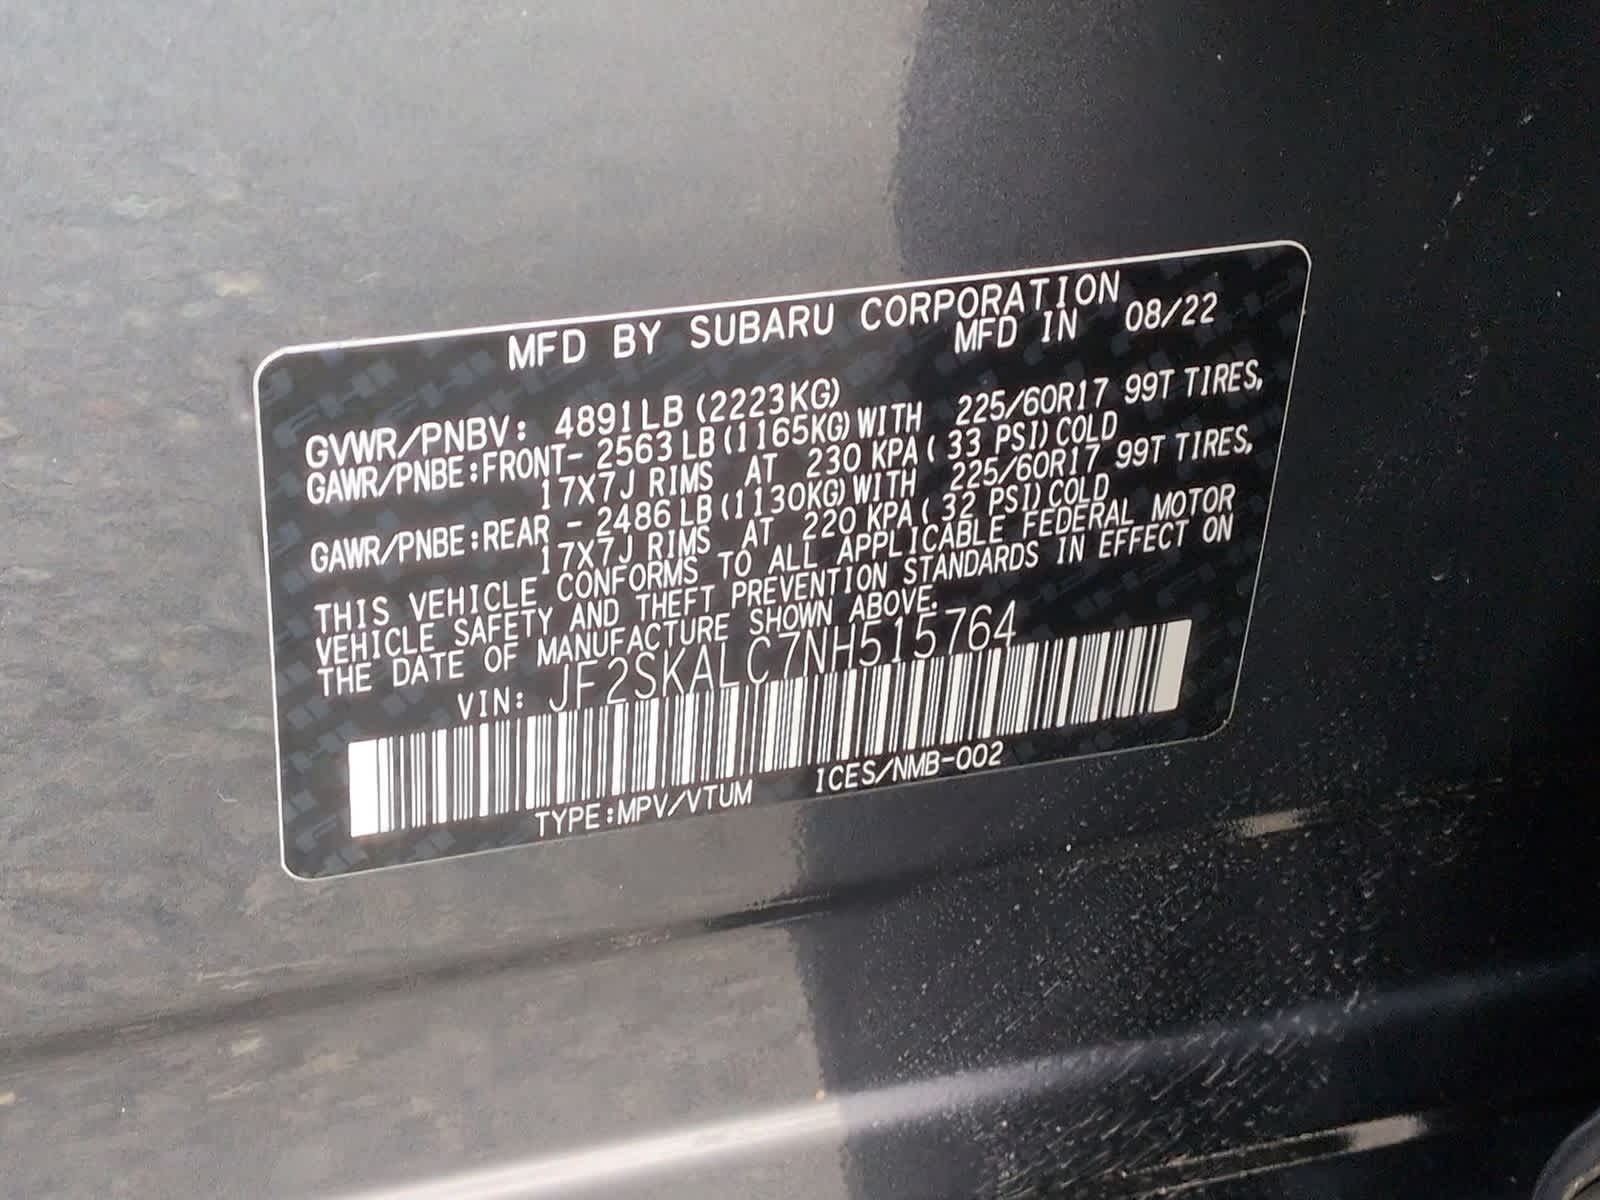 MFD BY SUBARU CORPORATION
MFD IN 08/22
GVWR/PNBV: 4891LB (2223KG)
GAWR/PNBE:FRONT- 2563LB(1165KG)WITH 225/60R17 99T TIRES,
17X7J RIMS AT 230 KPA( 33 PSI)COLD
GAWR/PNBE:REAR - 2486LB(1130KG)WITH 225/60R17 99T TIRES,
17X7J RIMS AT 220 KPA( 32 PSI)COLD
THIS VEHICLE CONFORMS TO ALL APPLICABLE FEDERAL MOTOR
VEHICLE SAFETY AND THEFT PREVENTION STANDARDS IN EFFECT ON
THE DATE OF MANUFACTURE SHOWN ABOVE.
VIN: JF2SKALC7NH515764
TYPE:MPV/VTUM ICES/NMB-002